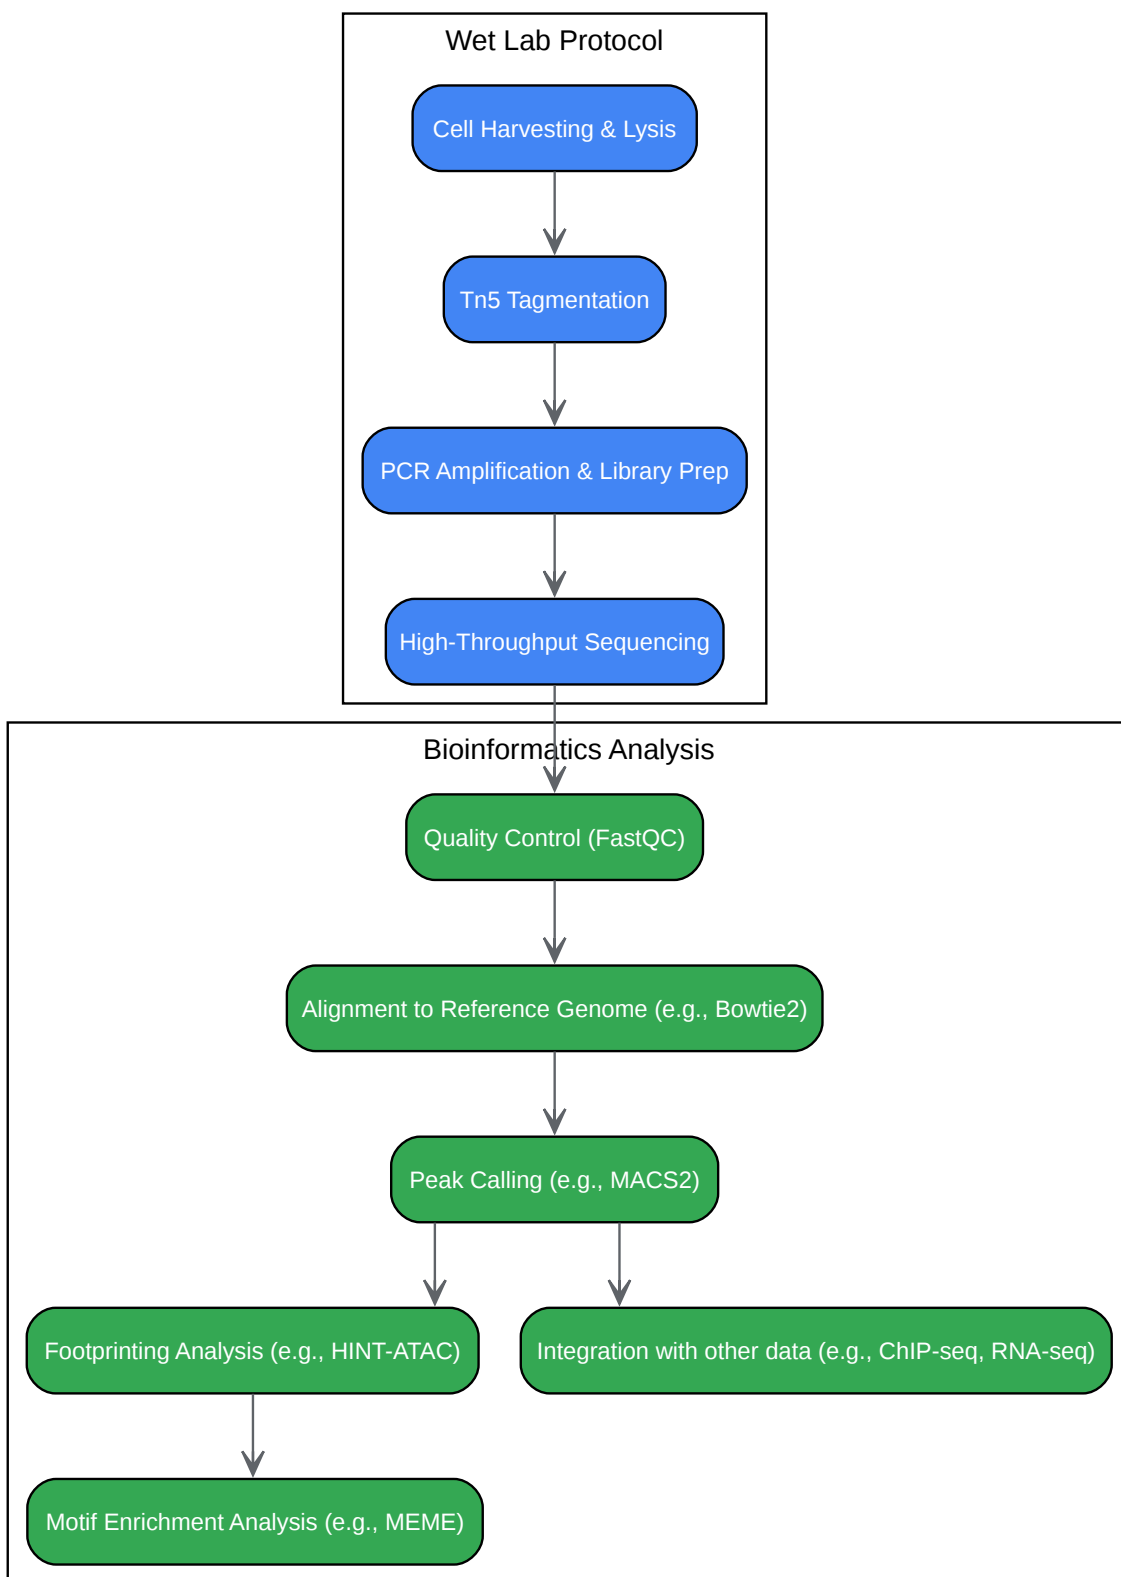 Wet Lab Protocol
Cell Harvesting & Lysis
Tn5 Tagmentation
PCR Amplification & Library Prep
High-Throughput Sequencing
Bioinformatics Analysis
Quality Control (FastQC)
Alignment to Reference Genome (e.g., Bowtie2)
Peak Calling (e.g., MACS2)
Footprinting Analysis (e.g., HINT-ATAC)
Integration with other data (e.g., ChIP-seq, RNA-seq)
Motif Enrichment Analysis (e.g., MEME)